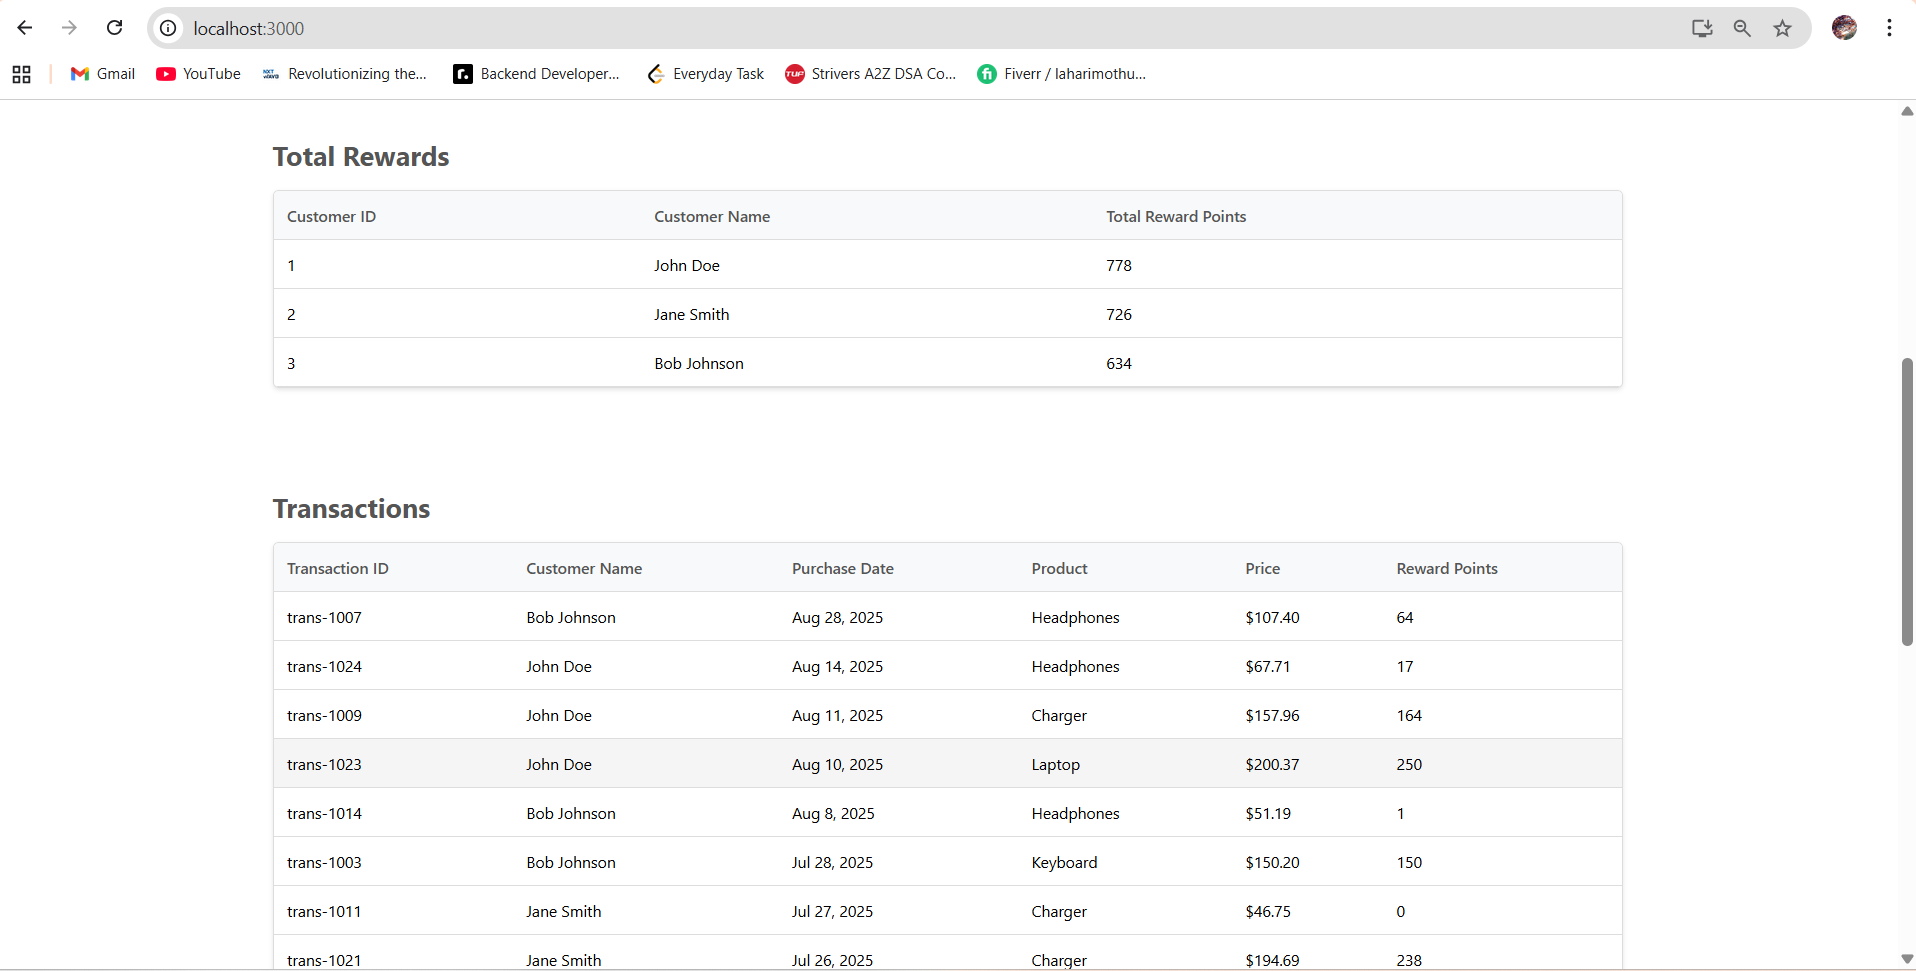 localhost:3000
Gmail YouTube NXT WAVE Revolutionizing the... Backend Developer... Everyday Task TUF Strivers A2Z DSA Co... Fiverr / laharimothu...
Total Rewards
Customer ID Customer Name Total Reward Points
1 John Doe 778
2 Jane Smith 726
3 Bob Johnson 634
Transactions
Transaction ID Customer Name Purchase Date Product Price Reward Points
trans-1007 Bob Johnson Aug 28, 2025 Headphones $107.40 64
trans-1024 John Doe Aug 14, 2025 Headphones $67.71 17
trans-1009 John Doe Aug 11, 2025 Charger $157.96 164
trans-1023 John Doe Aug 10, 2025 Laptop $200.37 250
trans-1014 Bob Johnson Aug 8, 2025 Headphones $51.19 1
trans-1003 Bob Johnson Jul 28, 2025 Keyboard $150.20 150
trans-1011 Jane Smith Jul 27, 2025 Charger $46.75 0
trans-1021 Jane Smith Jul 26, 2025 Charger $194.69 238